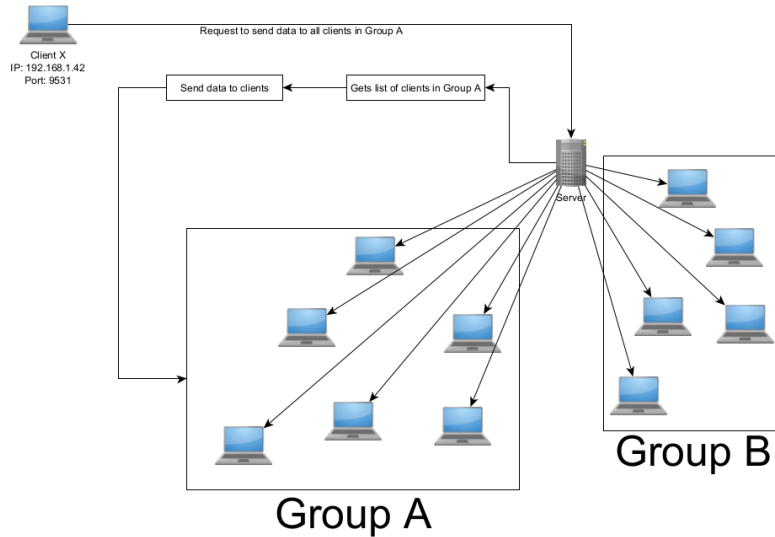 Request to send data to all clients in Group A
Client X
IP: 192.168.1.42
Port: 9531
Send data to clients
Gets list of clients in Group A
Server
Group B
Group A